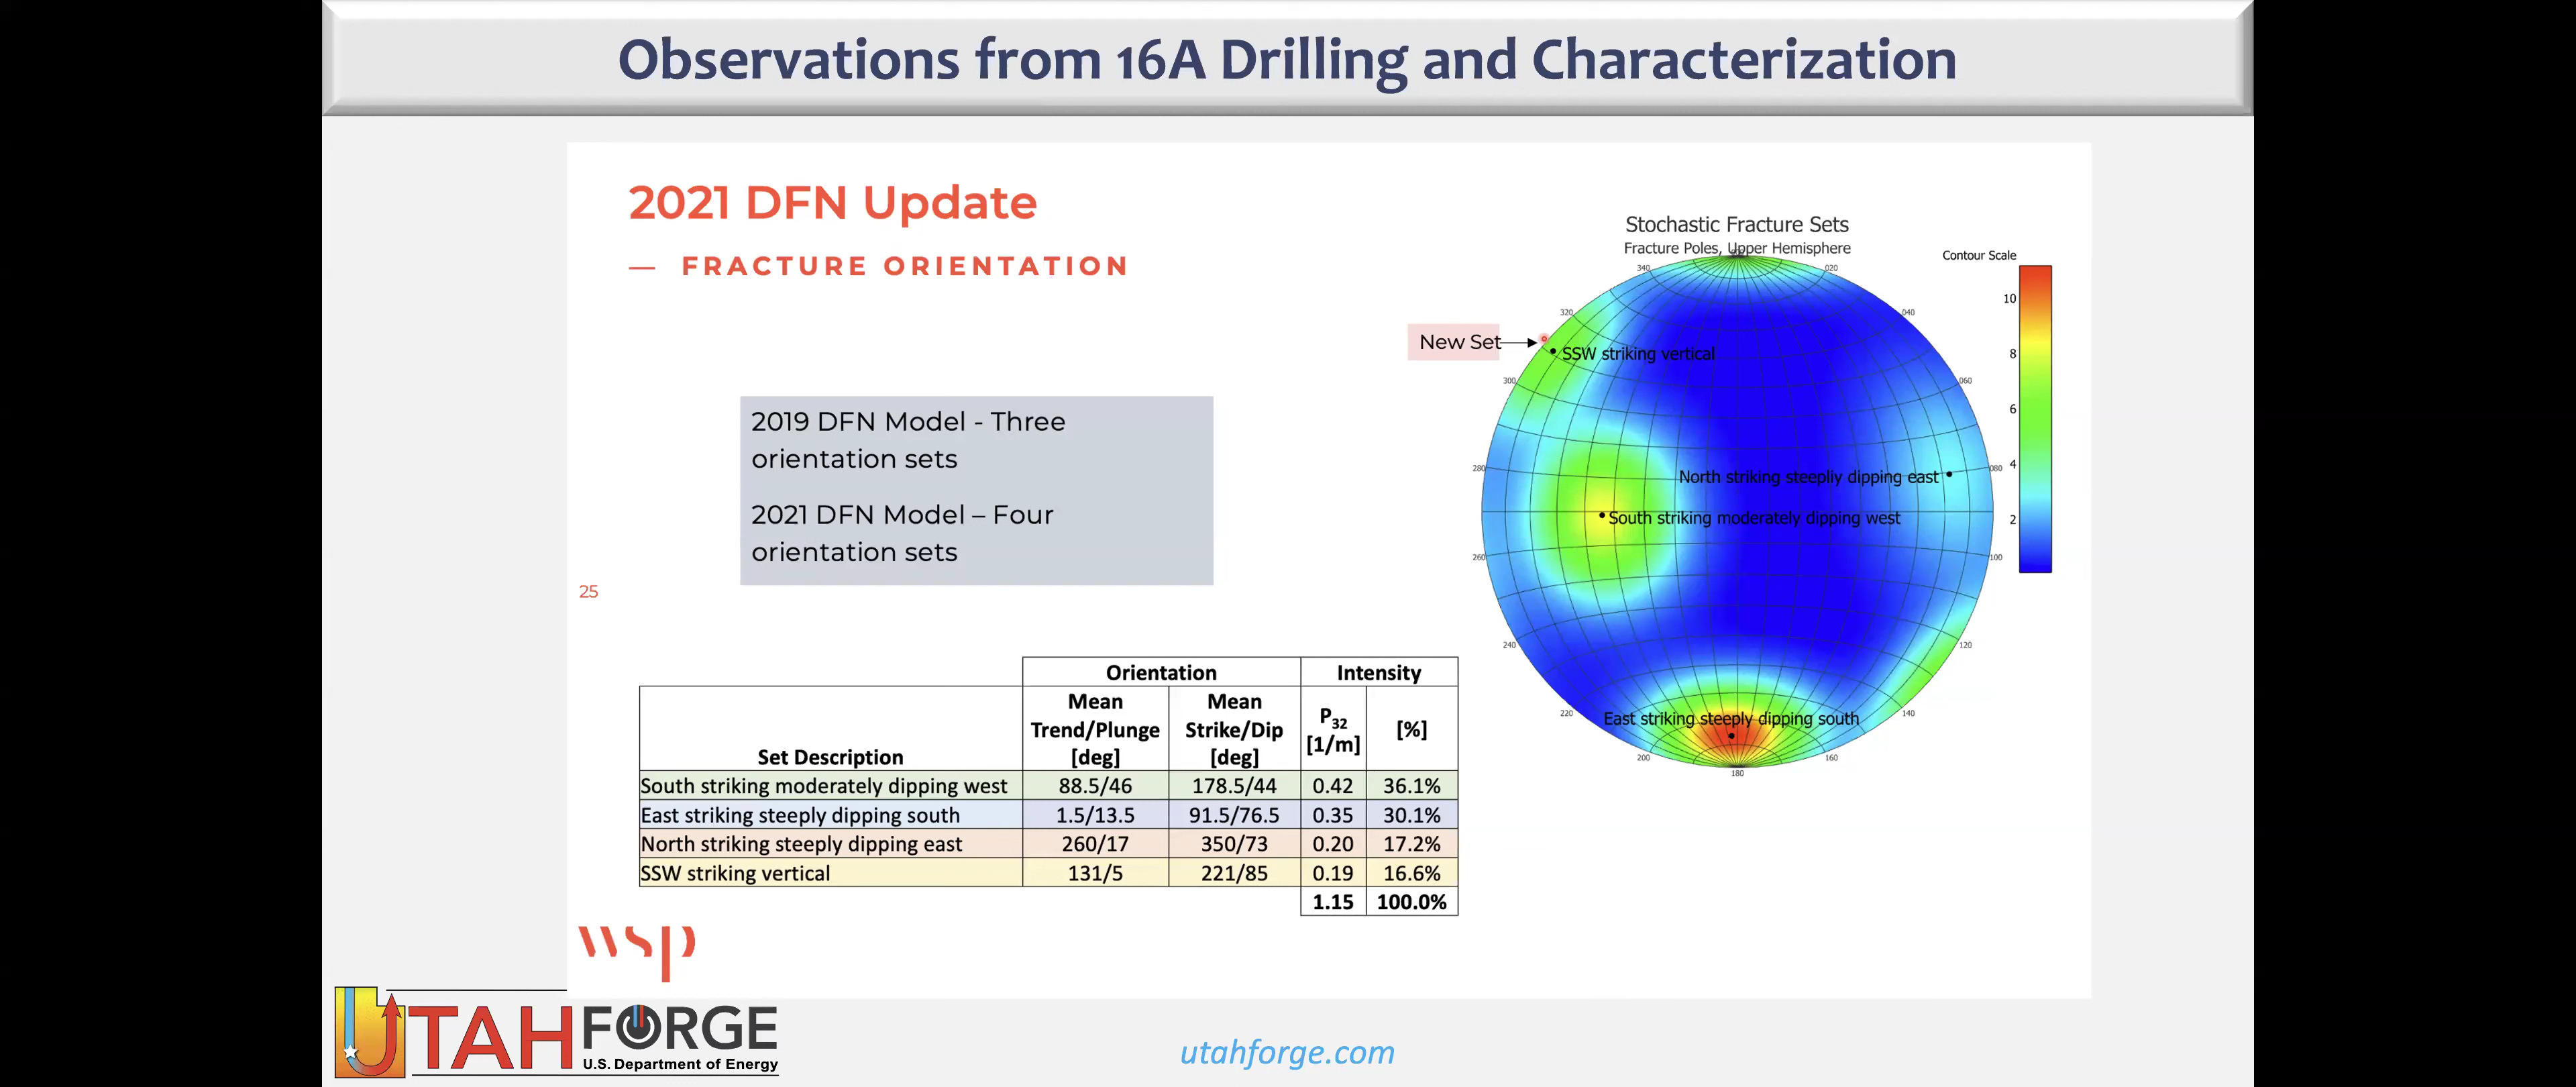 Observations from 16A Drilling and Characterization
2021 DFN Update
— FRACTURE ORIENTATION
2019 DFN Model - Three
orientation sets
2021 DFN Model – Four
orientation sets
25
Stochastic Fracture Sets
Fracture Poles, Upper Hemisphere
Contour Scale
10
8
6
4
2
340
020
320
040
300
060
280
080
260
100
240
120
220
140
200
160
180
New Set
SSW striking vertical
North striking steepliy dipping east
South striking moderately dipping west
East striking steeply dipping south
Orientation Intensity
Set Description Mean Trend/Plunge [deg] Mean Strike/Dip [deg] P32 [1/m] [%]
South striking moderately dipping west 88.5/46 178.5/44 0.42 36.1%
East striking steeply dipping south 1.5/13.5 91.5/76.5 0.35 30.1%
North striking steeply dipping east 260/17 350/73 0.20 17.2%
SSW striking vertical 131/5 221/85 0.19 16.6%
1.15 100.0%
wsp
UTAH FORGE
U.S. Department of Energy
utahforge.com